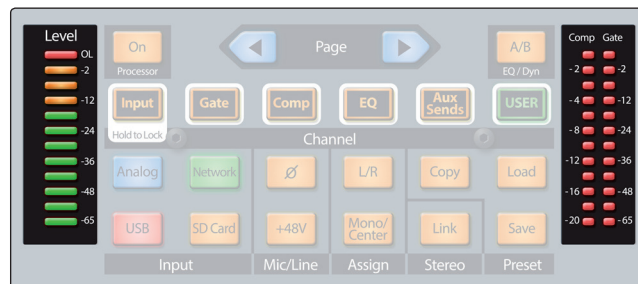 Level
OL
-2
-12
-24
-36
-48
-65
On
Processor
Page
A/B
EQ / Dyn
Input
Gate
Comp
EQ
Aux
Sends
USER
Hold to Lock
Channel
Analog
Network
Ø
L/R
Copy
Load
USB
SD Card
+48V
Mono/
Center
Link
Save
Input
Mic/Line
Assign
Stereo
Preset
Comp Gate
-2 -2
-4 -12
-8 -24
-12 -36
-16 -48
-20 -65